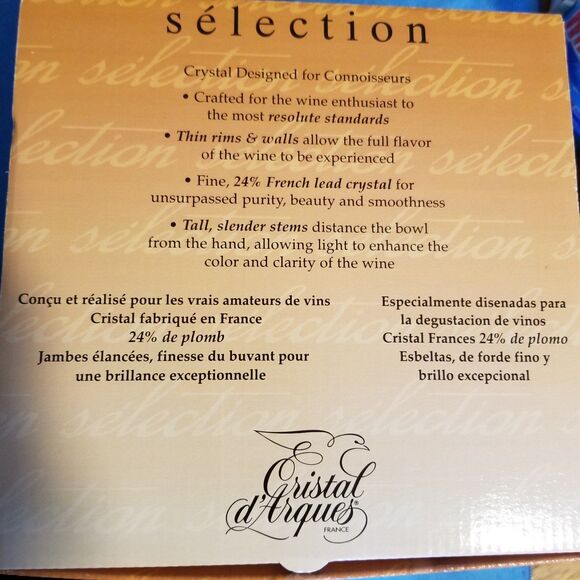 sélection
Crystal Designed for Connoisseurs
• Crafted for the wine enthusiast to
the most resolute standards
• Thin rims & walls allow the full flavor
of the wine to be experienced
• Fine, 24% French lead crystal for
unsurpassed purity, beauty and smoothness
• Tall, slender stems distance the bowl
from the hand, allowing light to enhance the
color and clarity of the wine
Conçu et réalisé pour les vrais amateurs de vins
Cristal fabriqué en France
24% de plomb
Jambes élancées, finesse du buvant pour
une brillance exceptionnelle
Especialmente disenadas para
la degustacion de vinos
Cristal Frances 24% de plomo
Esbeltas, de forde fino y
brillo excepcional
Cristal
d'Arques®
FRANCE